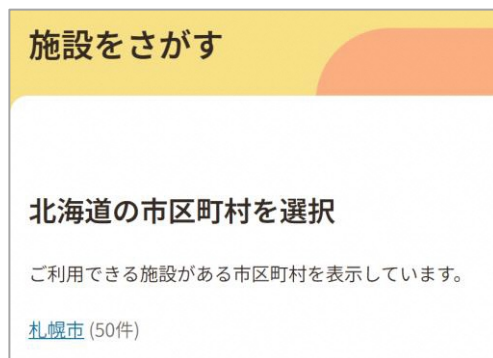 施設をさがす
北海道の市区町村を選択
ご利用できる施設がある市区町村を表示しています。
札幌市 (50件)